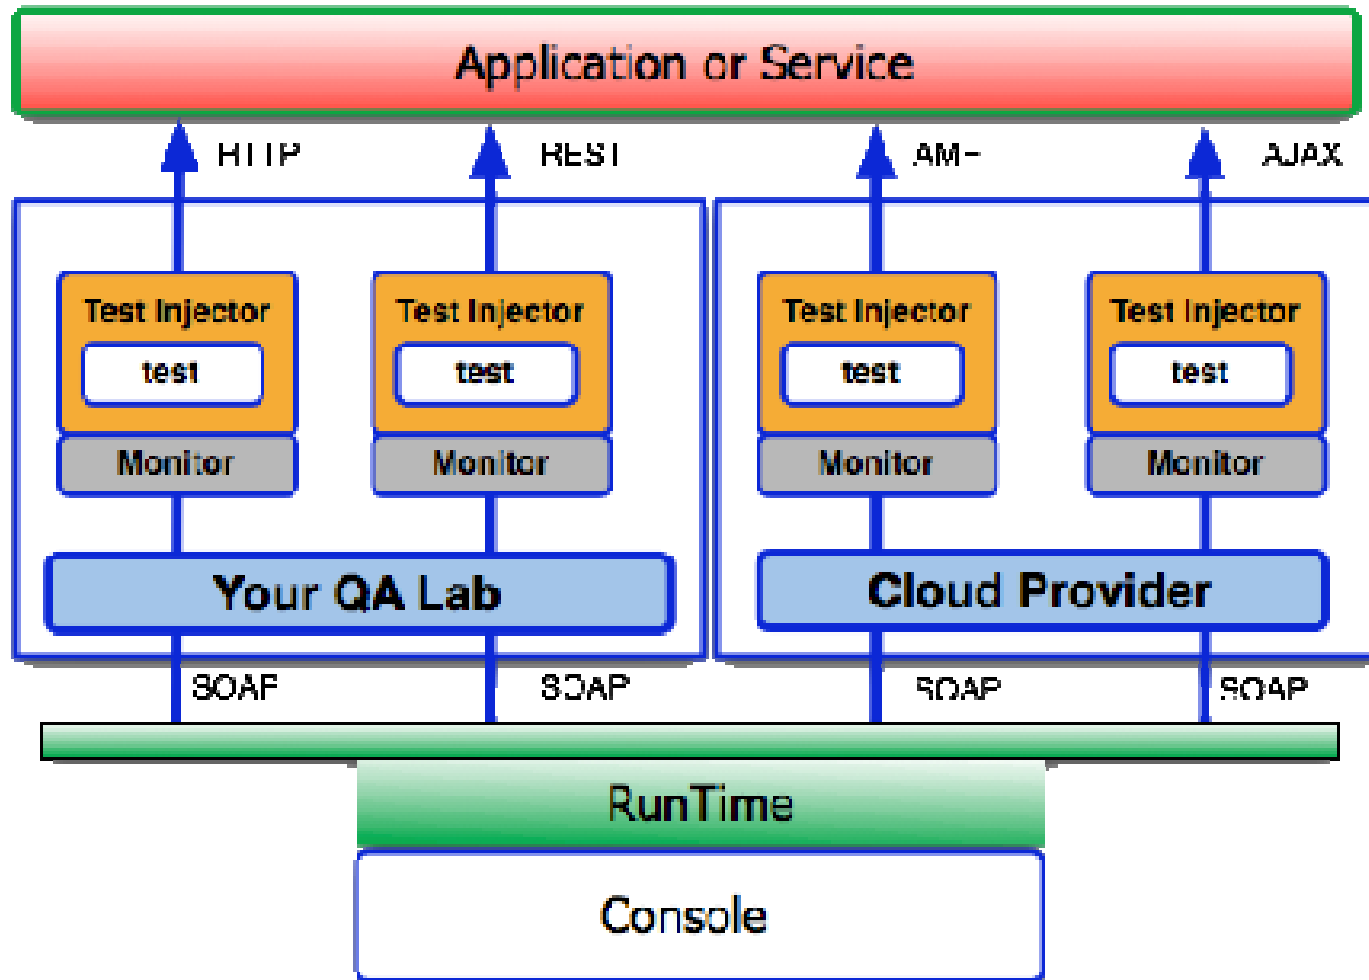 Application or Service
HTTP REST AMF AJAX
Test Injector Test Injector Test Injector Test Injector
test test test test
Monitor Monitor Monitor Monitor
Your QA Lab Cloud Provider
SOAP SOAP SOAP SOAP
RunTime
Console